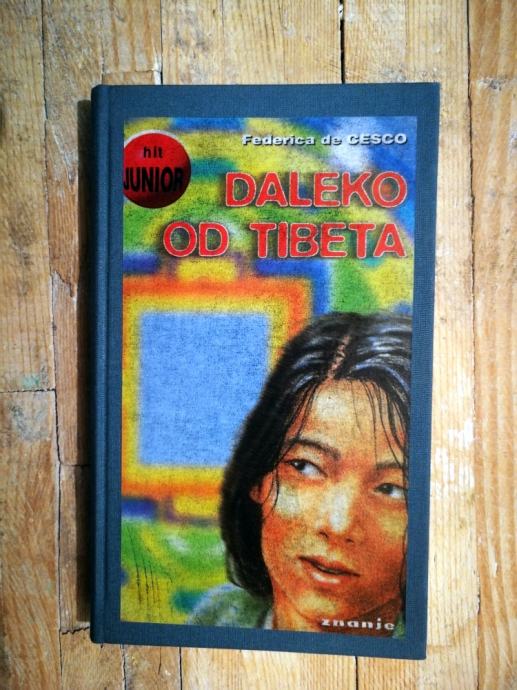 hit
JUNIOR
Federica de CESCO
DALEKO
OD TIBETA
znanje